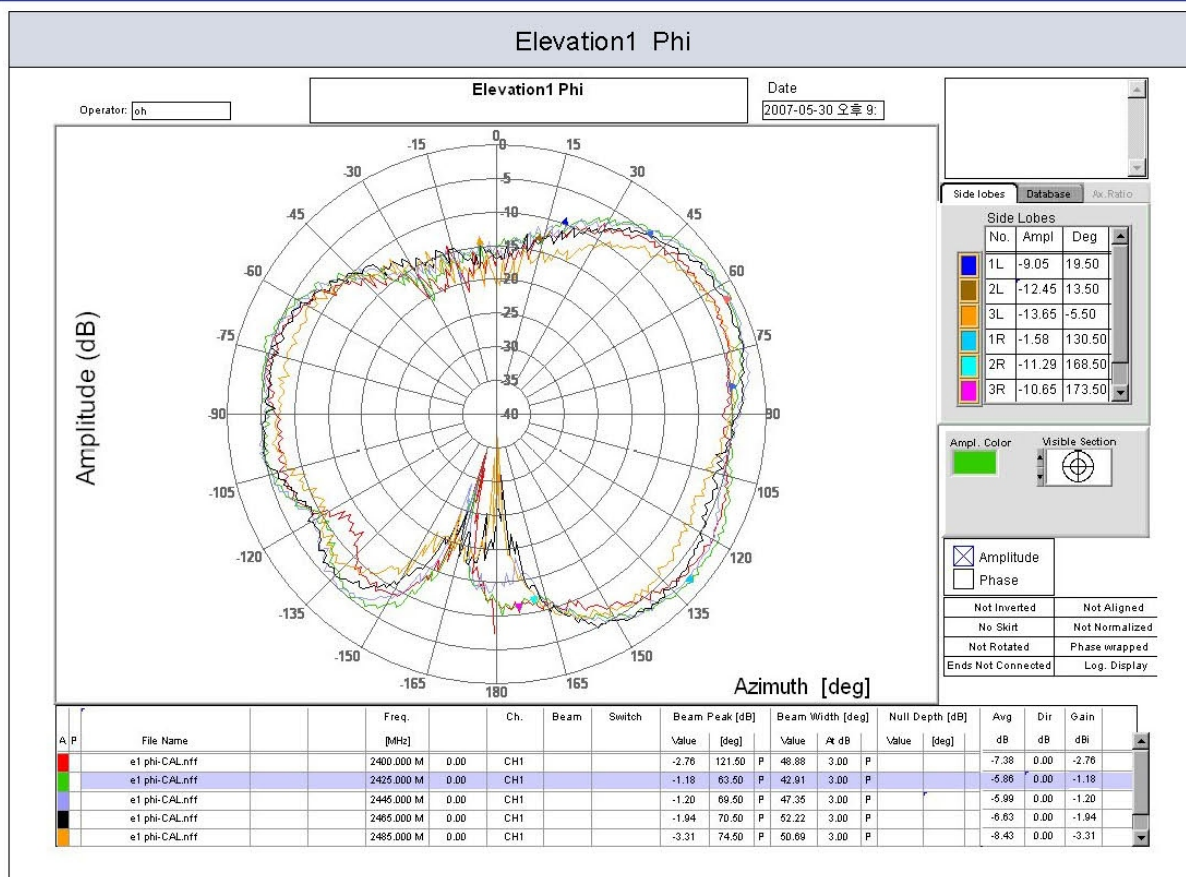 Elevation1 Phi
Elevation1 Phi
Operator: oh
Date
2007-05-30 오후 9:
Amplitude (dB)
0
15
30
45
60
75
90
105
120
135
150
165
180
-165
-150
-135
-120
-105
-90
-75
-60
-45
-30
-15
0
-5
-10
-15
-20
-25
-30
-35
-40
Azimuth [deg]
Side lobes Database Ax.Ratio
Side Lobes
No. Ampl Deg
1L -9.05 19.50
2L -12.45 13.50
3L -13.65 -5.50
1R -1.58 130.50
2R -11.29 168.50
3R -10.65 173.50
Ampl. Color Visible Section
Amplitude
Phase
Not Inverted Not Aligned
No Skirt Not Normalized
Not Rotated Phase wrapped
Ends Not Connected Log. Display
Freq. Ch. Beam Switch Beam Peak [dB] Beam Width [deg] Null Depth [dB] Avg Dir Gain
A P File Name [MHz] Value [deg] Value At dB Value [deg] dB dB dBi
e1 phi-CAL.nff 2400.000 M 0.00 CH1 -2.76 121.50 P 48.88 3.00 P -7.38 0.00 -2.76
e1 phi-CAL.nff 2425.000 M 0.00 CH1 -1.18 63.50 P 42.91 3.00 P -5.86 0.00 -1.18
e1 phi-CAL.nff 2445.000 M 0.00 CH1 -1.20 69.50 P 47.35 3.00 P -5.99 0.00 -1.20
e1 phi-CAL.nff 2465.000 M 0.00 CH1 -1.94 70.50 P 52.22 3.00 P -6.63 0.00 -1.94
e1 phi-CAL.nff 2485.000 M 0.00 CH1 -3.31 74.50 P 50.69 3.00 P -8.43 0.00 -3.31